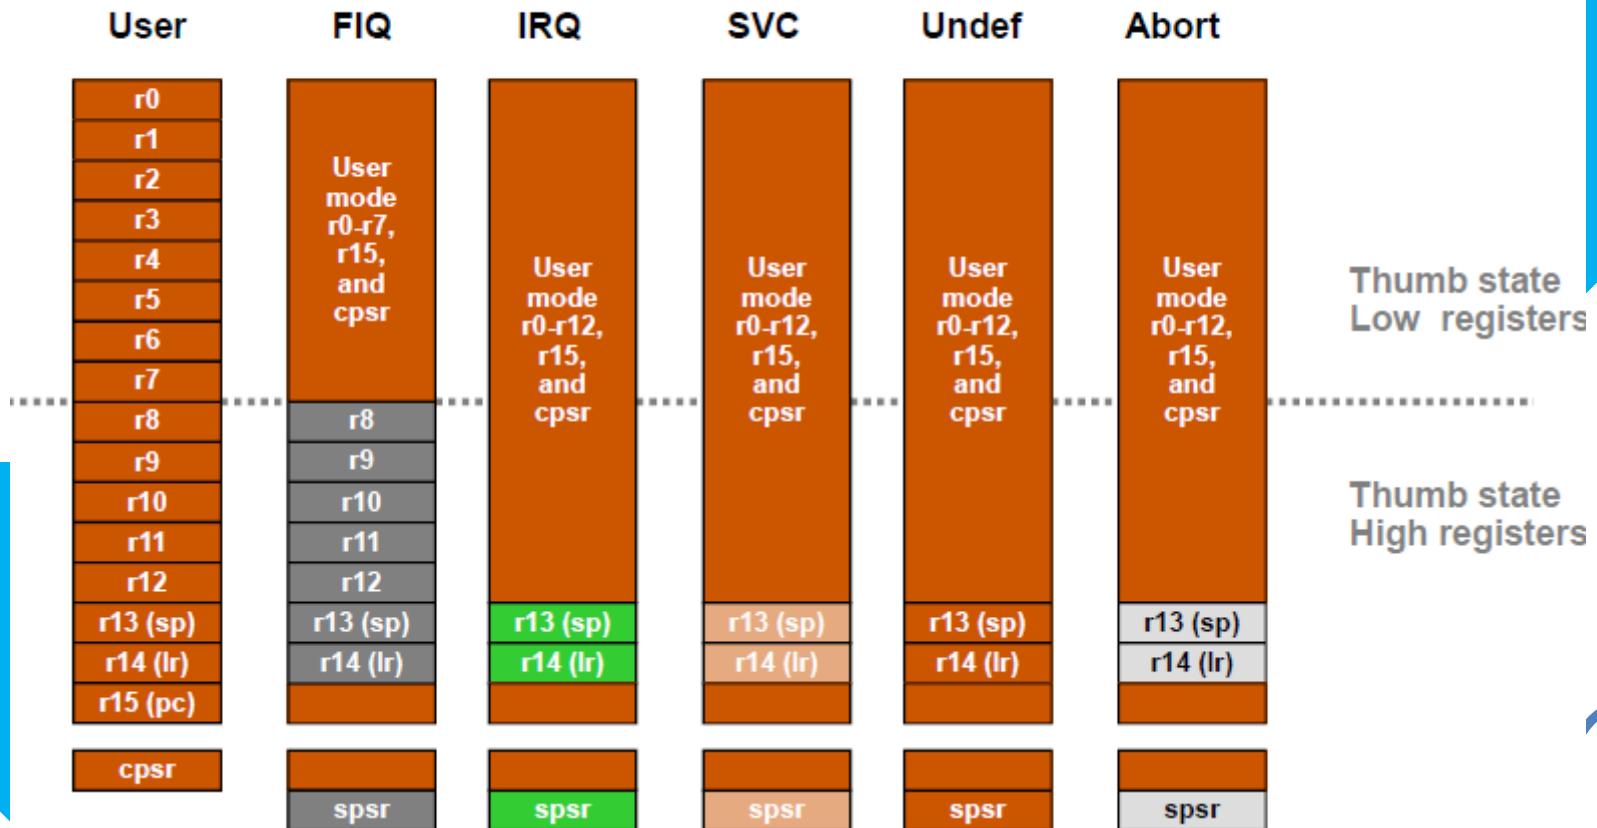 User
FIQ
IRQ
SVC
Undef
Abort
r0
r1
r2
r3
r4
r5
r6
r7
r8
r9
r10
r11
r12
r13 (sp)
r14 (lr)
r15 (pc)
cpsr
User
mode
r0-r7,
r15,
and
cpsr
r8
r9
r10
r11
r12
r13 (sp)
r14 (lr)
spsr
User
mode
r0-r12,
r15,
and
cpsr
r13 (sp)
r14 (lr)
spsr
User
mode
r0-r12,
r15,
and
cpsr
r13 (sp)
r14 (lr)
spsr
User
mode
r0-r12,
r15,
and
cpsr
r13 (sp)
r14 (lr)
spsr
User
mode
r0-r12,
r15,
and
cpsr
r13 (sp)
r14 (lr)
spsr
Thumb state
Low registers
Thumb state
High registers